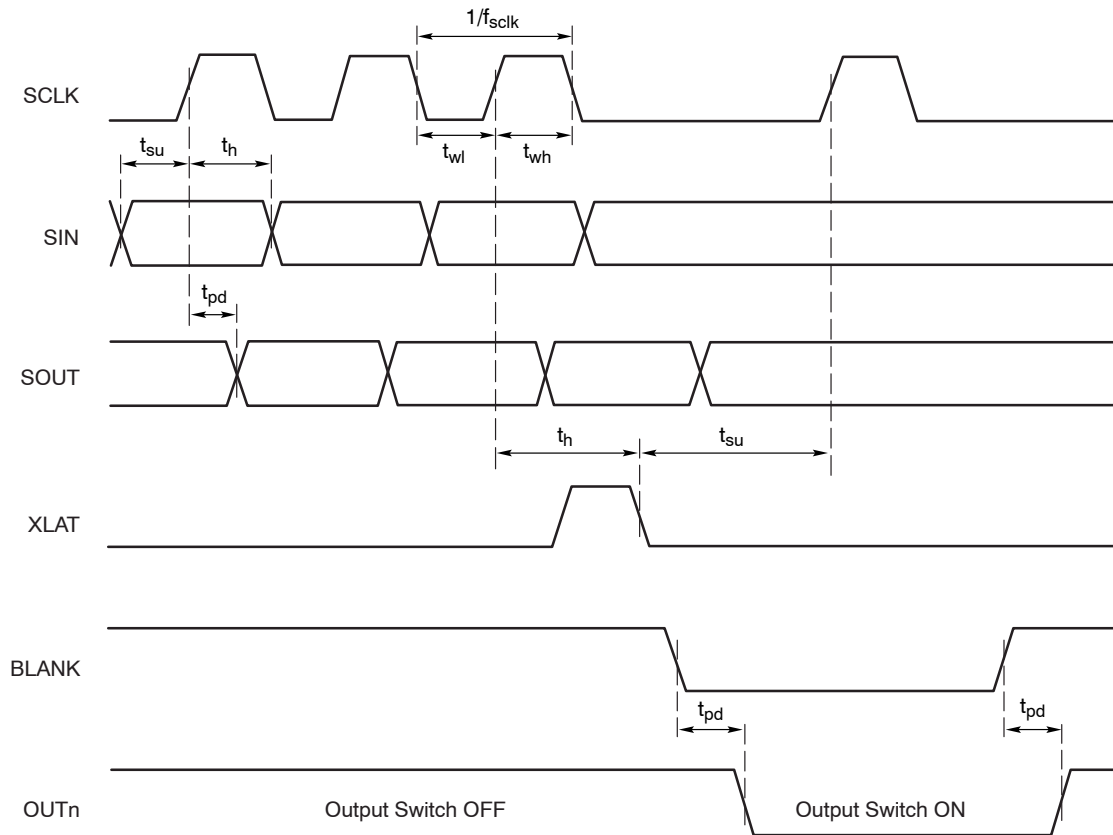 1/fsclk
SCLK
tsu
th
twl
twh
SIN
tpd
SOUT
th
tsu
XLAT
BLANK
tpd
tpd
OUTn
Output Switch OFF
Output Switch ON